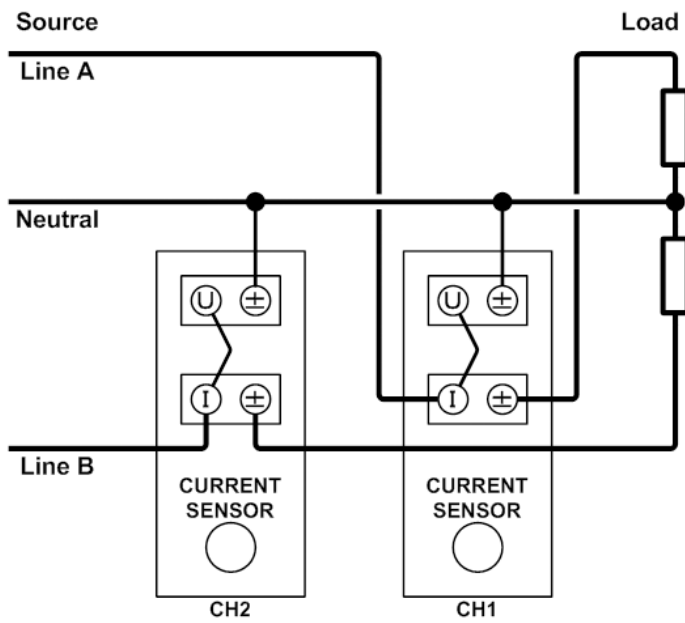 Source Load
Line A
Neutral
U ± U ±
I ± I ±
Line B
CURRENT
SENSOR
CURRENT
SENSOR
CH2 CH1